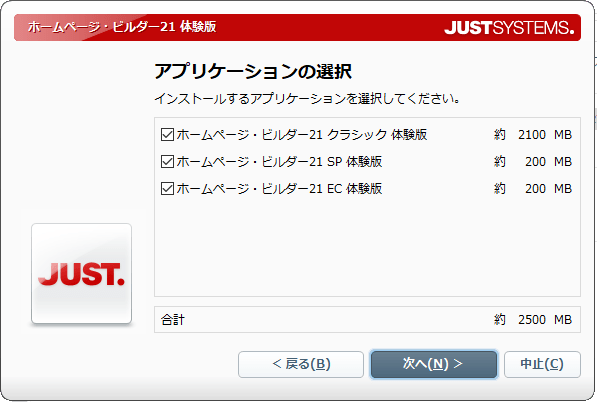 ホームページ・ビルダー21 体験版
JUSTSYSTEMS.
アプリケーションの選択
インストールするアプリケーションを選択してください。
ホームページ・ビルダー21 クラシック 体験版 約 2100 MB
ホームページ・ビルダー21 SP 体験版 約 200 MB
ホームページ・ビルダー21 EC 体験版 約 200 MB
JUST.
合計 約 2500 MB
< 戻る(B) 次へ(N) > 中止(C)